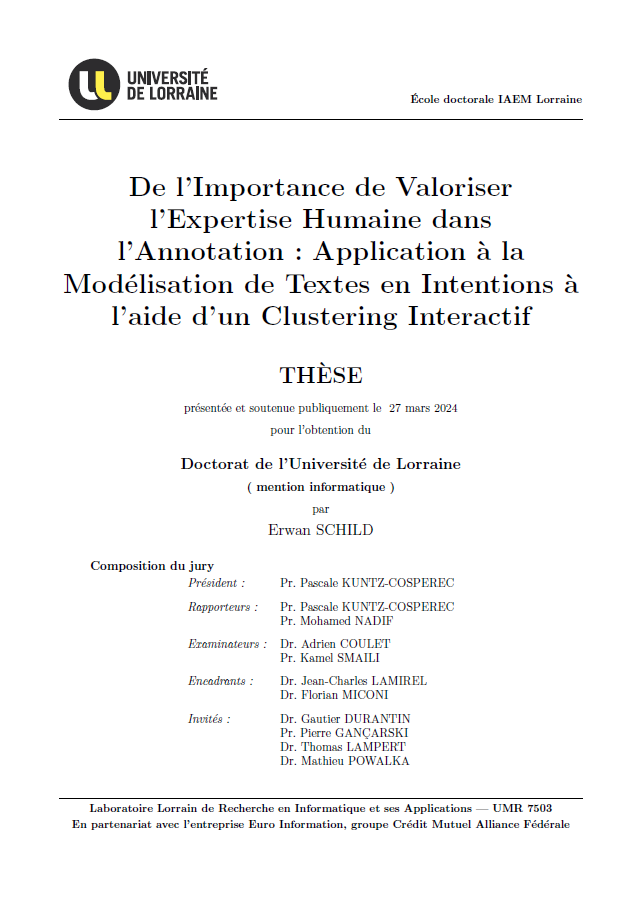 UNIVERSITÉ
DE LORRAINE
École doctorale IAEM Lorraine
De l'Importance de Valoriser
l'Expertise Humaine dans
l'Annotation : Application à la
Modélisation de Textes en Intentions à
l'aide d'un Clustering Interactif
THÈSE
présentée et soutenue publiquement le 27 mars 2024
pour l'obtention du
Doctorat de l'Université de Lorraine
( mention informatique )
par
Erwan SCHILD
Composition du jury
Président : Pr. Pascale KUNTZ-COSPEREC
Rapporteurs : Pr. Pascale KUNTZ-COSPEREC
Pr. Mohamed NADIF
Examinateurs : Dr. Adrien COULET
Pr. Kamel SMAILI
Encadrants : Dr. Jean-Charles LAMIREL
Dr. Florian MICONI
Invités : Dr. Gautier DURANTIN
Pr. Pierre GANÇARSKI
Dr. Thomas LAMPERT
Dr. Mathieu POWALKA
Laboratoire Lorrain de Recherche en Informatique et ses Applications — UMR 7503
En partenariat avec l'entreprise Euro Information, groupe Crédit Mutuel Alliance Fédérale